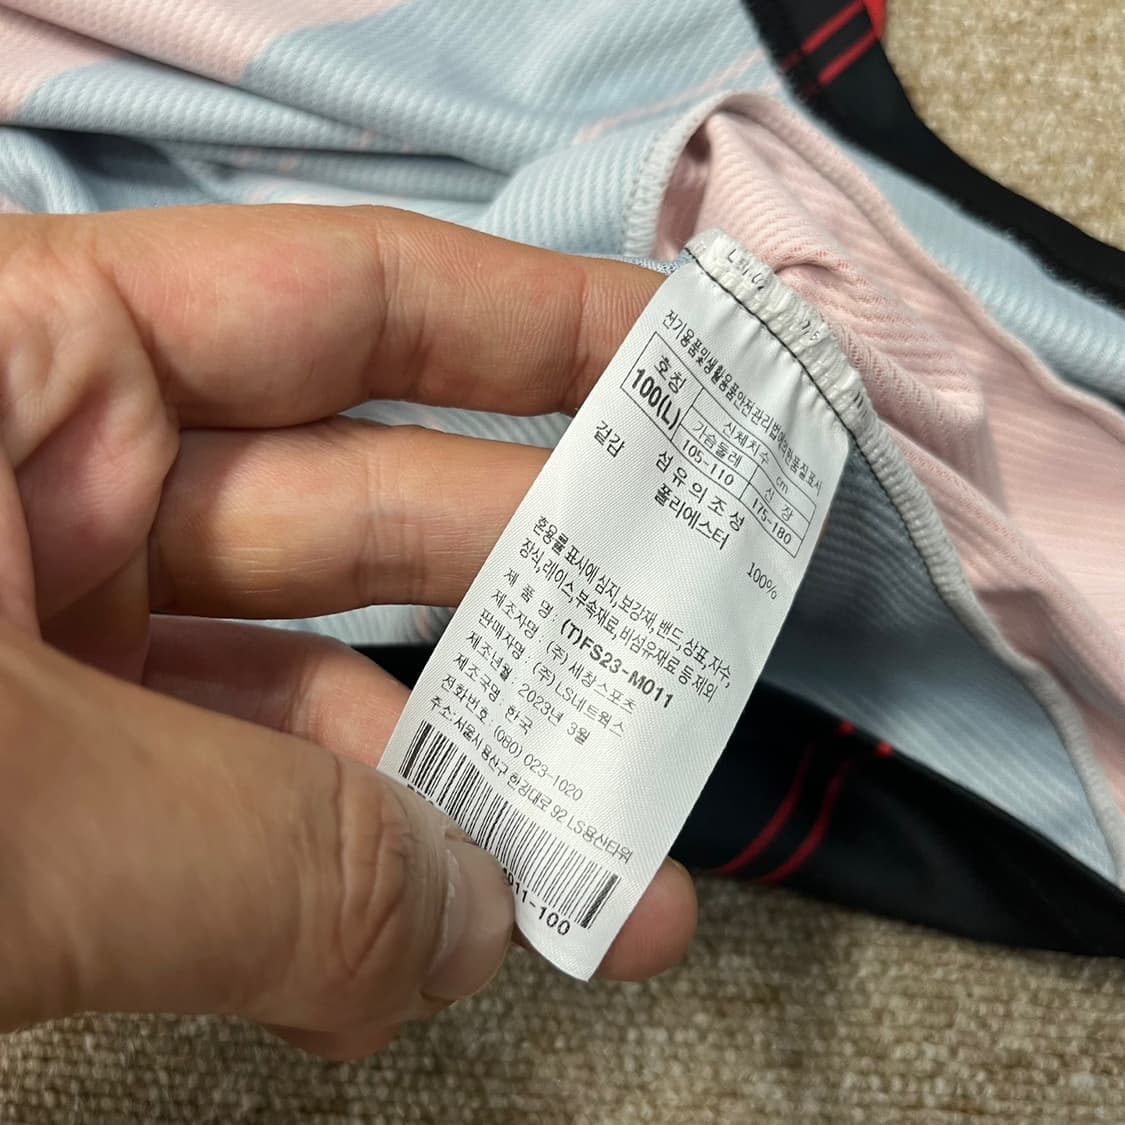 전기용품및생활용품안전관리법에의한품질표시
호칭 신체치수 cm
100(L) 가슴둘레 신 장
105-110 175-180
섬 유 의 조 성
겉감 폴리에스터 100%
혼용률 표시에 심지, 보강재, 밴드, 상표, 자수,
장식, 레이스, 부속재료, 비섬유재료 등 제외
제 품 명 : (T)FS23-M011
제조자명 : (주) 세창스포츠
판매자명 : (주) LS네트웍스
제조년월 : 2023년 3월
제조국명 : 한국
전화번호 : (080) 023-1020
주소: 서울시 용산구 한강대로 92 LS용산타워
011-100